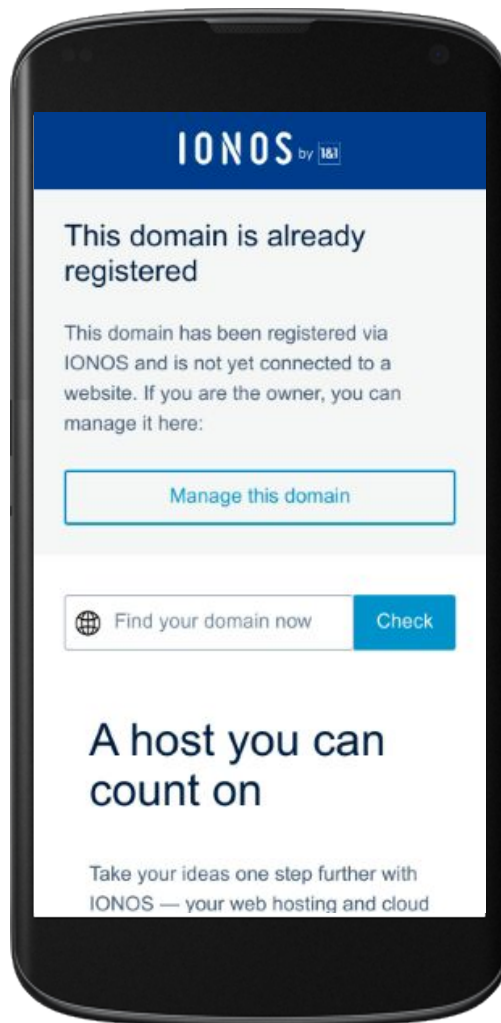 IONOS by 1&1
This domain is already
registered
This domain has been registered via
IONOS and is not yet connected to a
website. If you are the owner, you can
manage it here:
Manage this domain
Find your domain now
Check
A host you can
count on
Take your ideas one step further with
IONOS — your web hosting and cloud